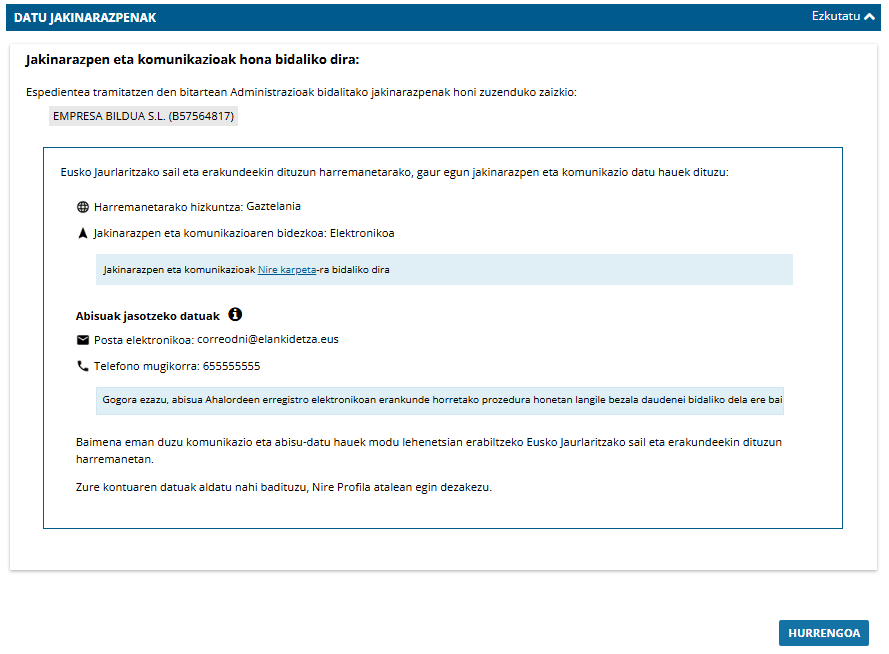 DATU JAKINARAZPENAK
Ezkutatu
Jakinarazpen eta komunikazioak hona bidaliko dira:
Espedientea tramitatzen den bitartean Administrazioak bidalitako jakinarazpenak honi zuzenduko zaizkio:
EMPRESA BILDUA S.L. (B57564817)
Eusko Jaurlaritzako sail eta erakundeekin dituzun harremanetarako, gaur egun jakinarazpen eta komunikazio datu hauek dituzu:
Harremanetarako hizkuntza: Gaztelania
Jakinarazpen eta komunikazioaren bidezkoa: Elektronikoa
Jakinarazpen eta komunikazioak Nire karpeta-ra bidaliko dira
Abisuak jasotzeko datuak
Posta elektronikoa: correodni@elankidetza.eus
Telefono mugikorra: 655555555
Gogora ezazu, abisua Ahalordeen erregistro elektronikoan erankunde horretako prozedura honetan langile bezala daudenei bidaliko dela ere bai
Baimena eman duzu komunikazio eta abisu-datu hauek modu lehenetsian erabiltzeko Eusko Jaurlaritzako sail eta erakundeekin dituzun
harremanetan.
Zure kontuaren datuak aldatu nahi badituzu, Nire Profila atalean egin dezakezu.
HURRENGOA